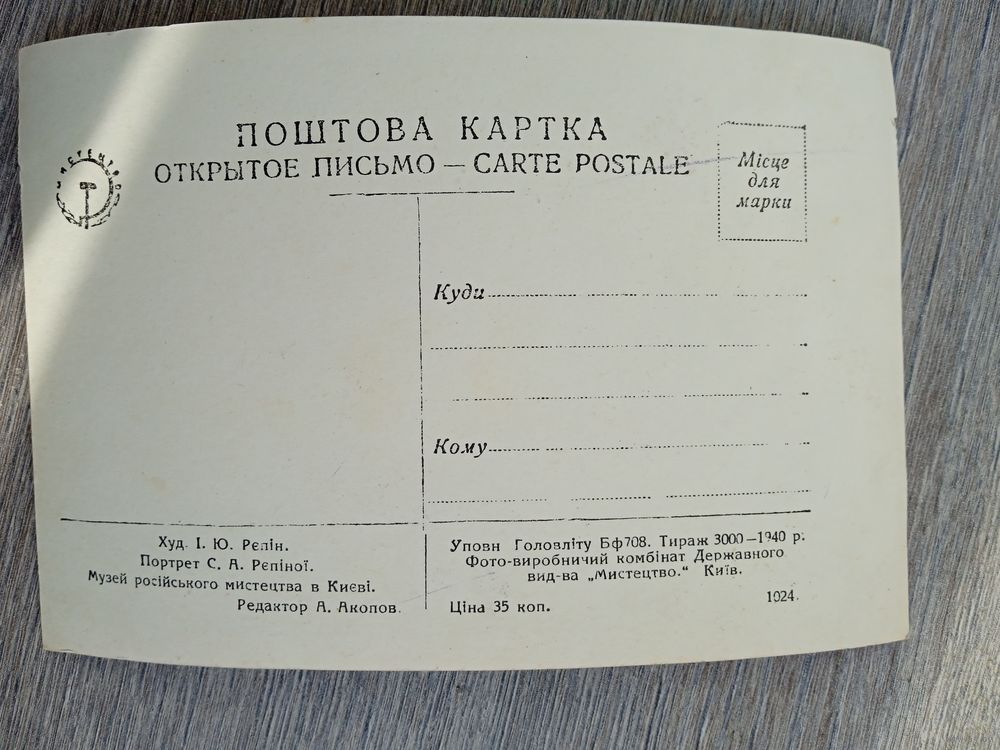 ПОШТОВА КАРТКА
ОТКРЫТОЕ ПИСЬМО — CARTE POSTALE
Місце
для
марки
Куди
Кому
Худ. І. Ю. Рєпін.
Портрет С. А. Рєпіної.
Музей російського мистецтва в Києві.
Редактор А. Акопов.
Уповн Головліту Бф708. Тираж 3000—1940 р.
Фото-виробничий комбінат Державного
вид-ва „Мистецтво.“ Київ.
Ціна 35 коп.
1024.